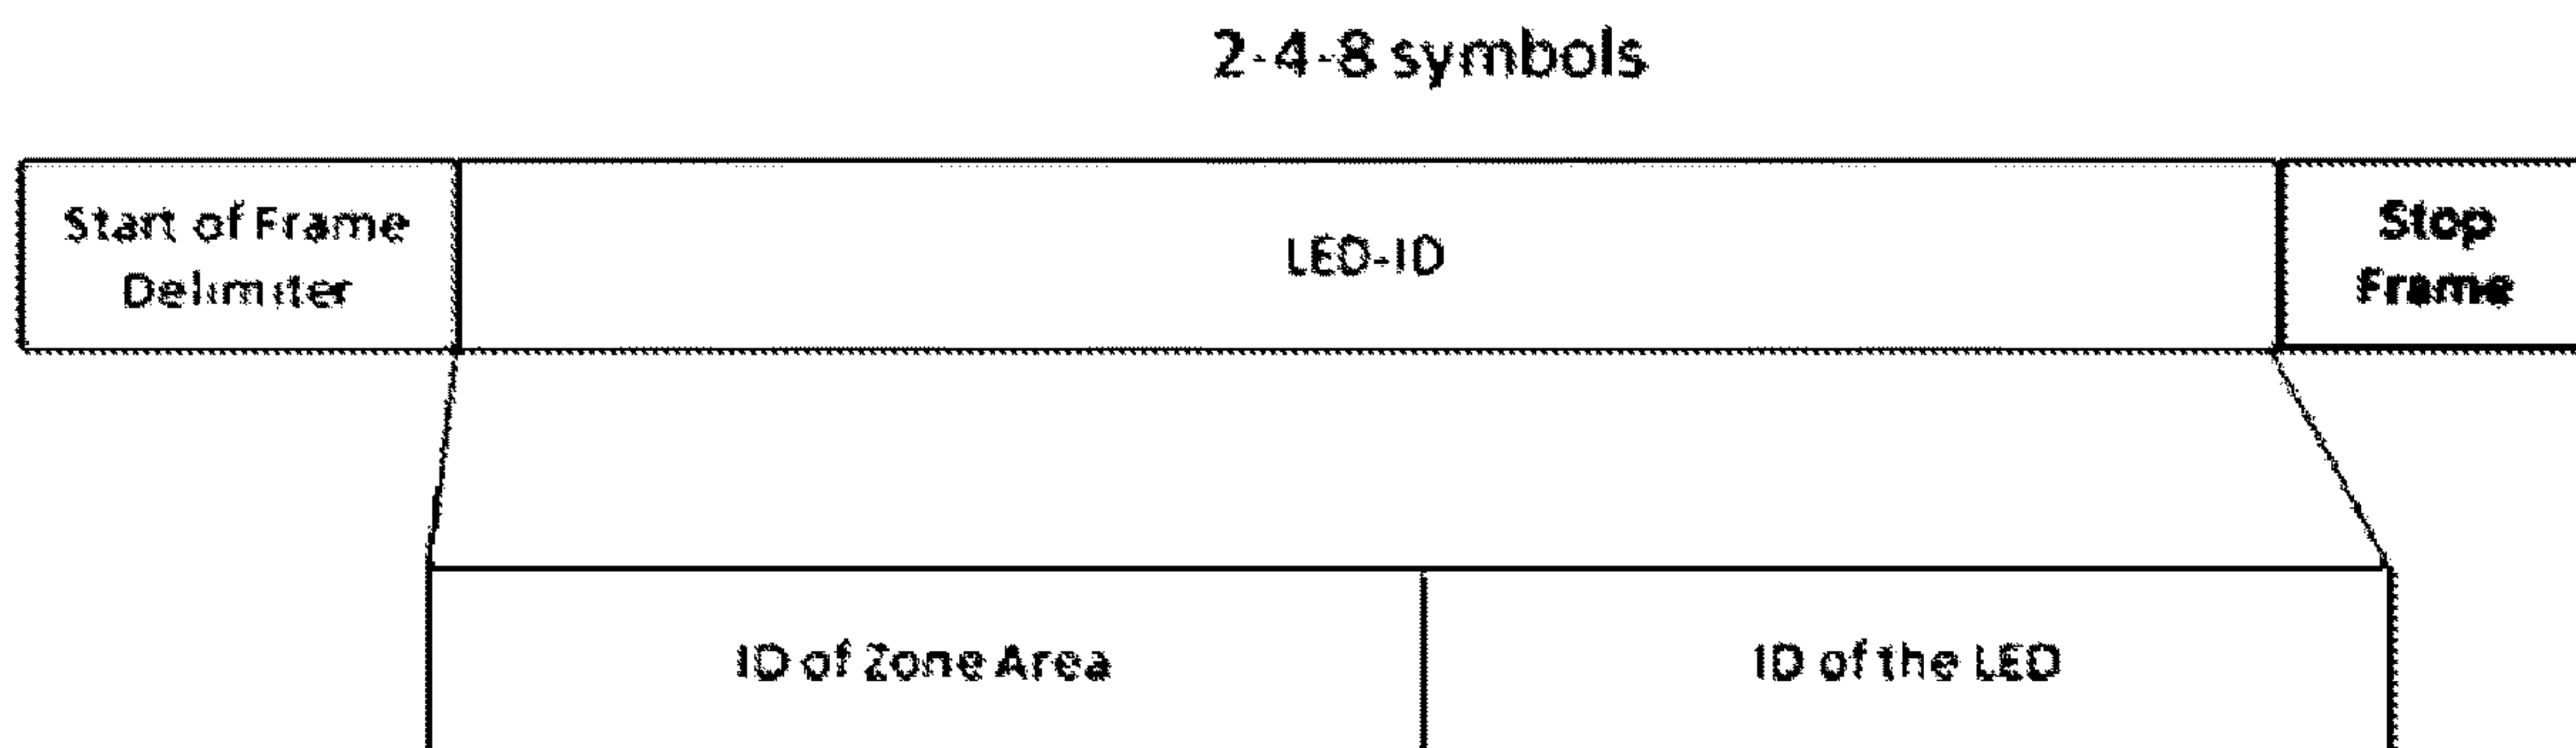 2-4-8 symbols
Start of Frame
Delimiter
LED-ID
Stop
Frame
ID of Zone Area
ID of the LED